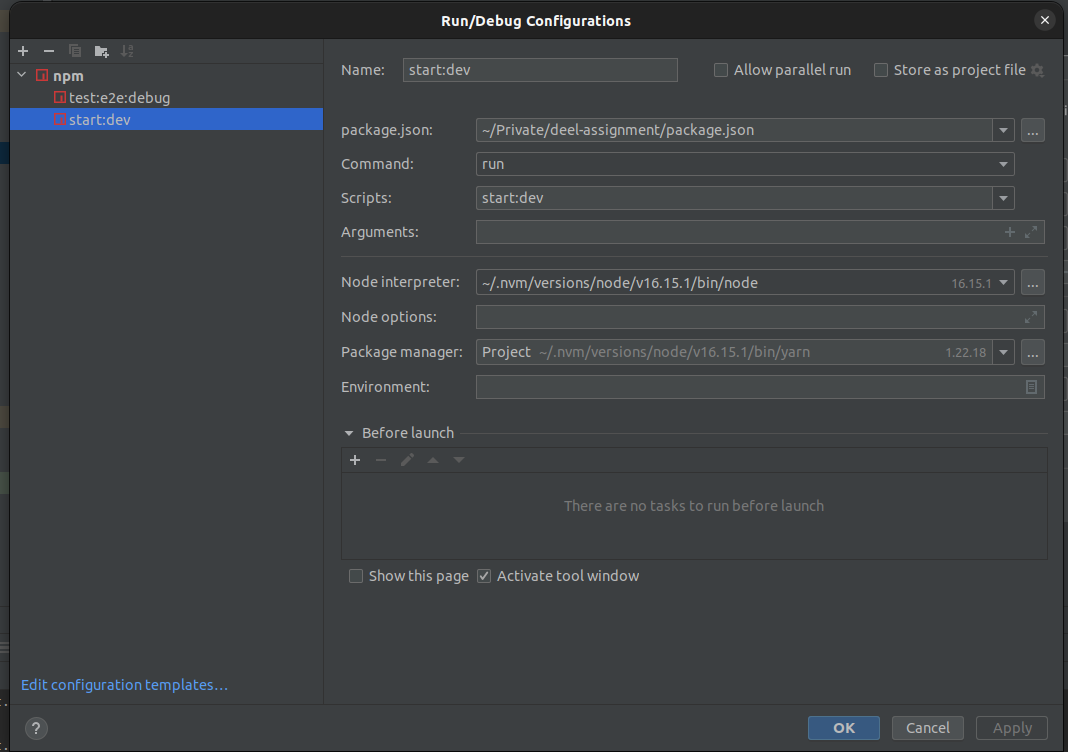 Run/Debug Configurations
npm
test:e2e:debug
start:dev
Name: start:dev Allow parallel run Store as project file
package.json: ~/Private/deel-assignment/package.json ...
Command: run
Scripts: start:dev
Arguments:
Node interpreter: ~/.nvm/versions/node/v16.15.1/bin/node 16.15.1 ...
Node options:
Package manager: Project ~/.nvm/versions/node/v16.15.1/bin/yarn 1.22.18 ...
Environment:
Before launch
There are no tasks to run before launch
Show this page Activate tool window
Edit configuration templates...
? OK Cancel Apply